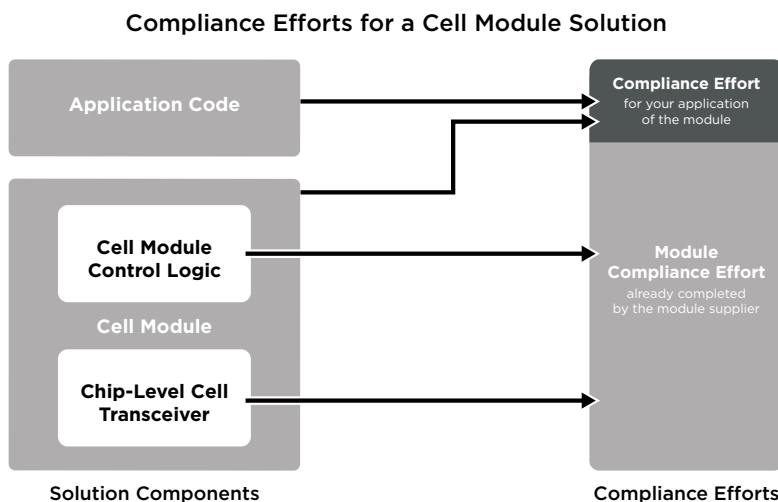 Compliance Efforts for a Cell Module Solution
Application Code
Compliance Effort
for your application
of the module
Cell Module
Control Logic
Cell Module
Chip-Level Cell
Transceiver
Module
Compliance Effort
already completed
by the module supplier
Solution Components
Compliance Efforts